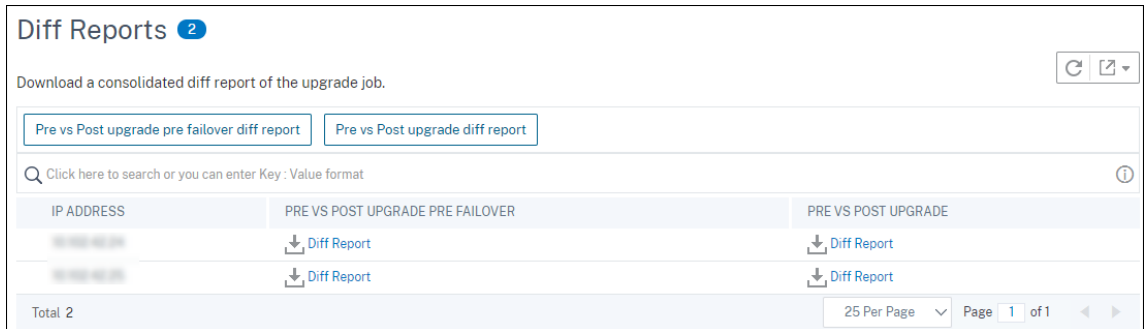 Diff Reports 2
Download a consolidated diff report of the upgrade job.
Pre vs Post upgrade pre failover diff report Pre vs Post upgrade diff report
Click here to search or you can enter Key : Value format
IP ADDRESS PRE VS POST UPGRADE PRE FAILOVER PRE VS POST UPGRADE
Diff Report Diff Report
Diff Report Diff Report
Total 2 25 Per Page Page 1 of 1